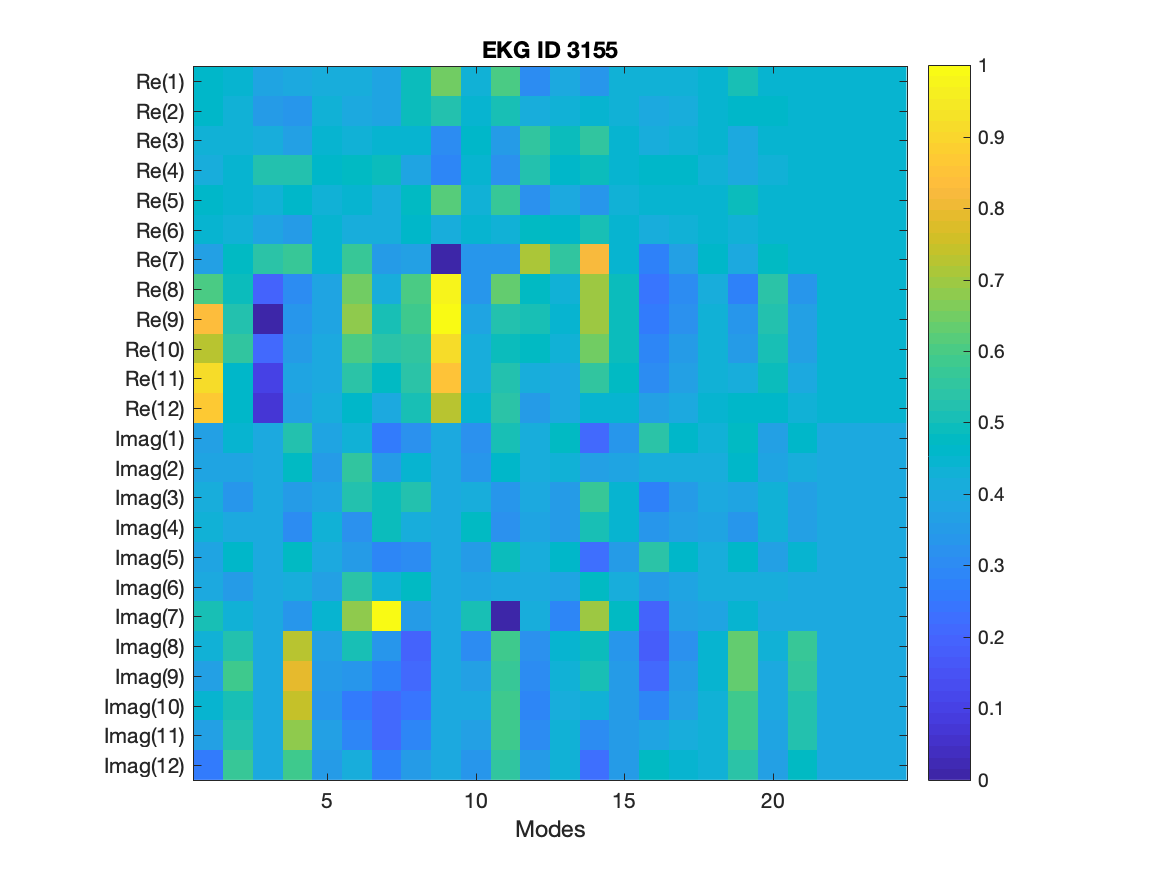 EKG ID 3155
Re(1)
Re(2)
Re(3)
Re(4)
Re(5)
Re(6)
Re(7)
Re(8)
Re(9)
Re(10)
Re(11)
Re(12)
Imag(1)
Imag(2)
Imag(3)
Imag(4)
Imag(5)
Imag(6)
Imag(7)
Imag(8)
Imag(9)
Imag(10)
Imag(11)
Imag(12)
5 10 15 20
Modes
1
0.9
0.8
0.7
0.6
0.5
0.4
0.3
0.2
0.1
0